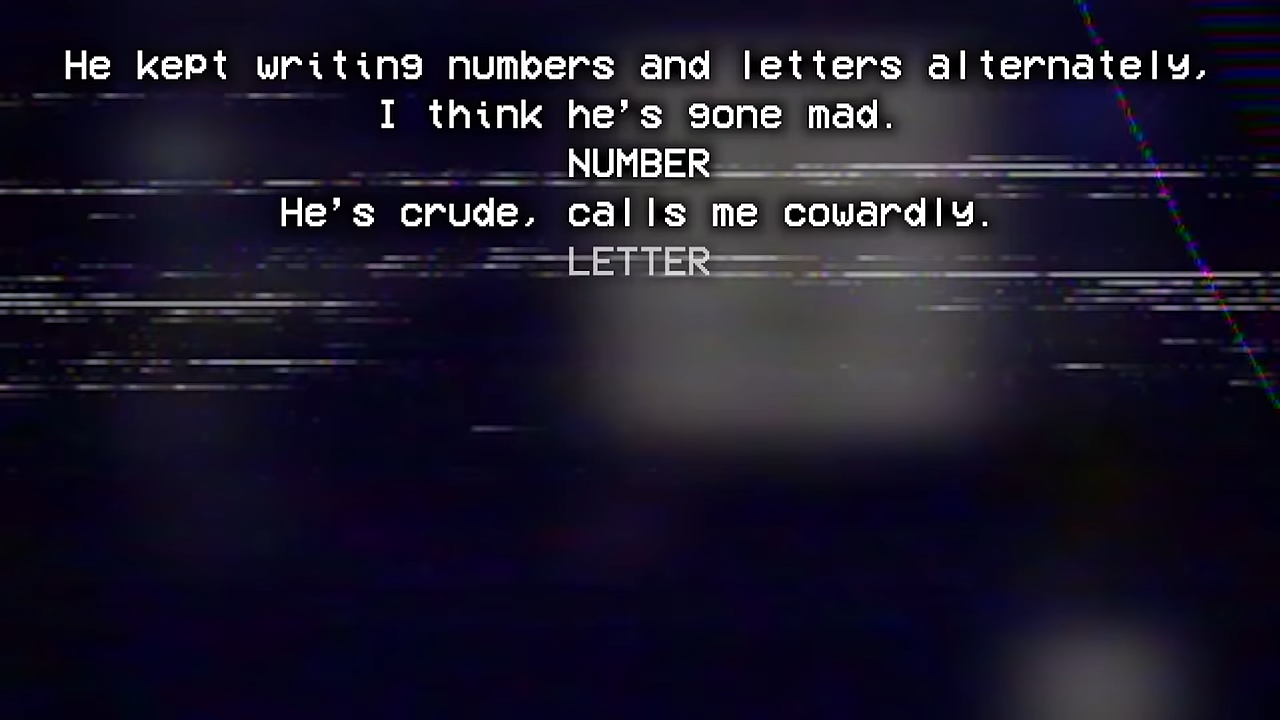 He kept writing numbers and letters alternately,
I think he's gone mad.
NUMBER
He's crude, calls me cowardly.
LETTER